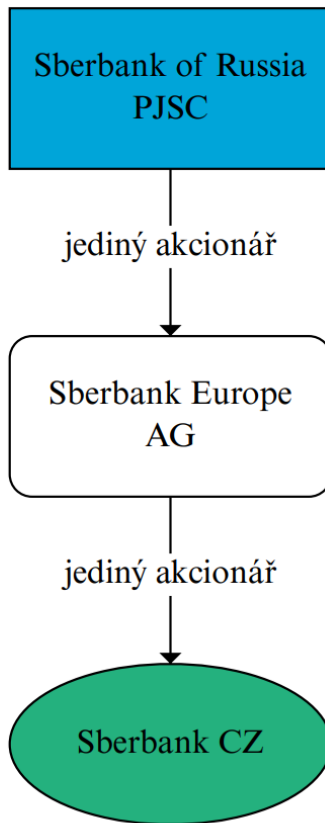 Sberbank of Russia
PJSC
jediný akcionář
Sberbank Europe
AG
jediný akcionář
Sberbank CZ